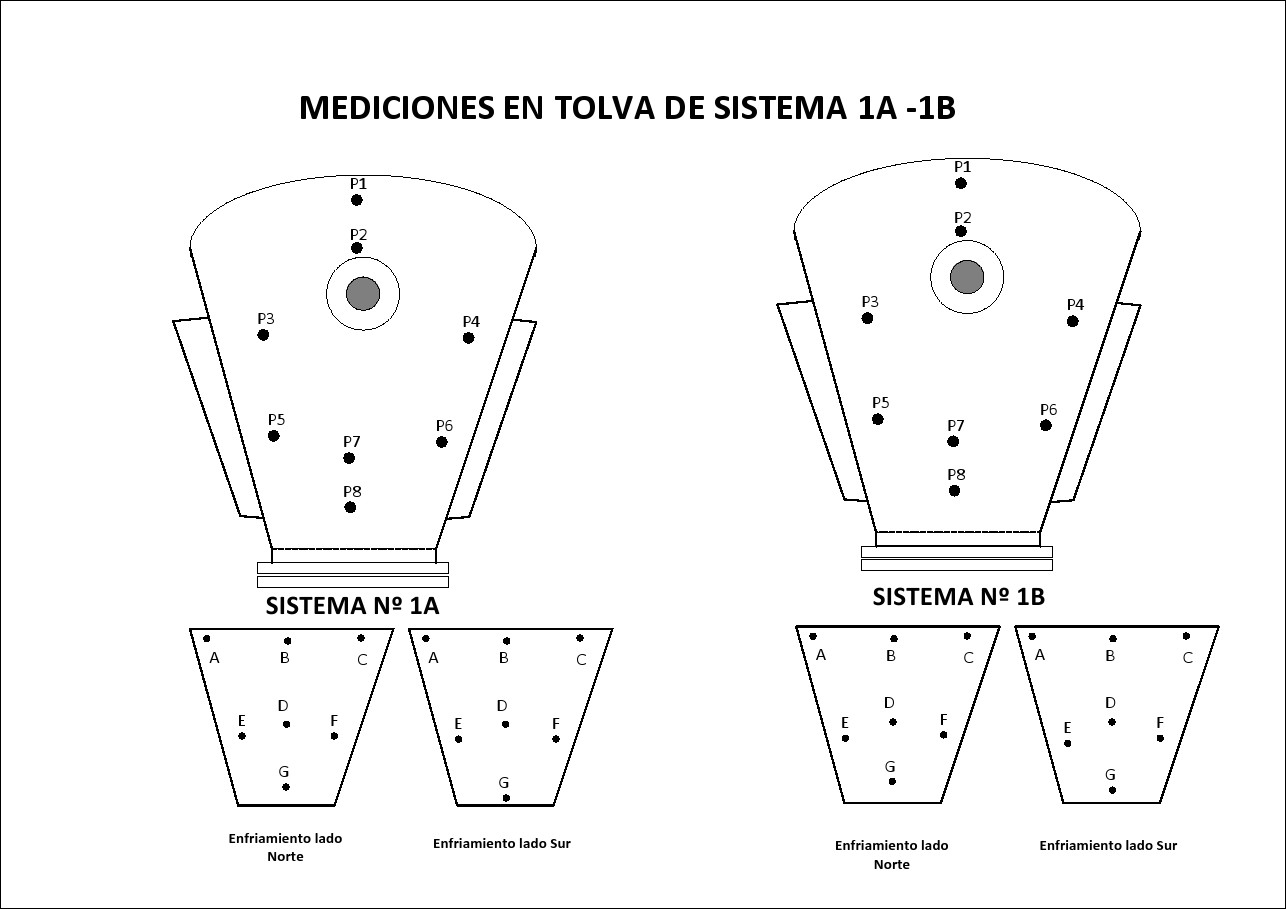 MEDICIONES EN TOLVA DE SISTEMA 1A -1B
P1
P2
P3
P4
P5
P6
P7
P8
SISTEMA Nº 1A
A
B
C
D
E
F
G
Enfriamiento lado
Norte
A
B
C
D
E
F
G
Enfriamiento lado Sur
P1
P2
P3
P4
P5
P6
P7
P8
SISTEMA Nº 1B
A
B
C
D
E
F
G
Enfriamiento lado
Norte
A
B
C
D
E
F
G
Enfriamiento lado Sur